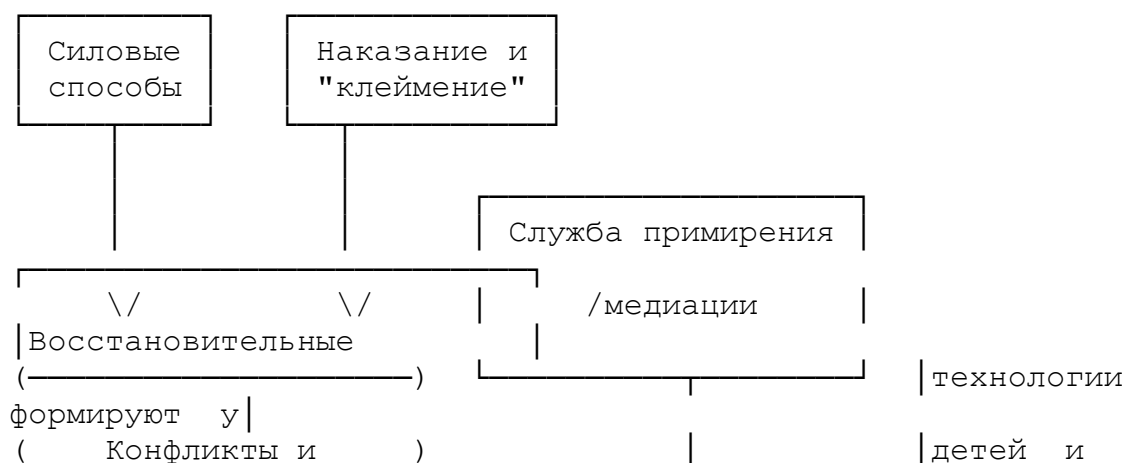 Силовые Наказание и
способы "клеймение"
Служба примирения
\/ \/ /медиации
Восстановительные
( ) технологии
формируют у
( Конфликты и ) детей и